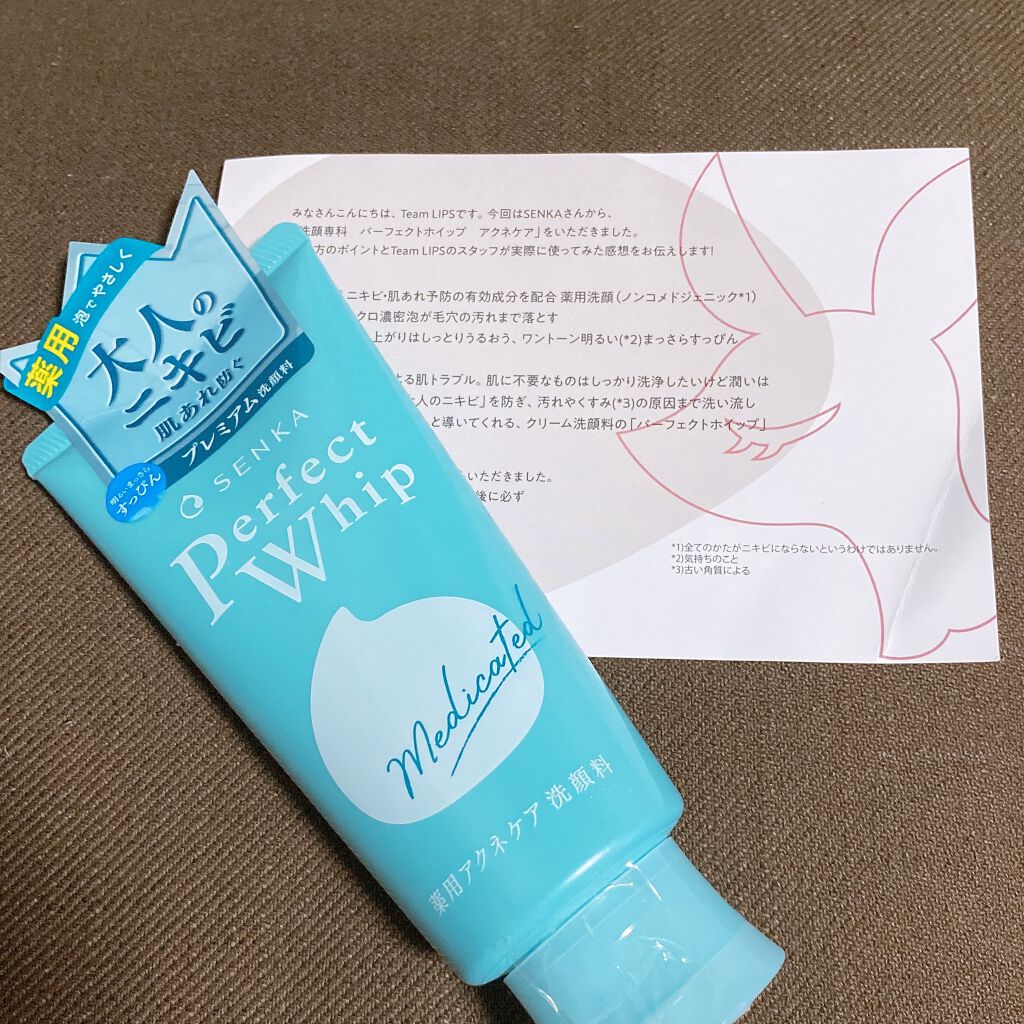 薬用 泡でやさしく
大人の
ニキビ
肌あれ防ぐ
プレミアム洗顔料
明るいまっさら
すっぴん
SENKA
Perfect
Whip
Medicated
薬用アクネケア 洗顔料
みなさんこんにちは、Team LIPSです。今回はSENKAさんから、
洗顔専科 パーフェクトホイップ アクネケア」をいただきました。
方のポイントとTeam LIPSのスタッフが実際に使ってみた感想をお伝えします!
ニキビ・肌あれ予防の有効成分を配合 薬用洗顔(ノンコメドジェニック*1)
クロ濃密泡が毛穴の汚れまで落とす
上がりはしっとりうるおう、ワントーン明るい(*2)まっさらすっぴん
よる肌トラブル。肌に不要なものはしっかり洗浄したいけど潤いは
大人のニキビ」を防ぎ、汚れやくすみ(*3)の原因まで洗い流し
と導いてくれる、クリーム洗顔料の「パーフェクトホイップ」
いただきました。
後に必ず
*1)全てのかたがニキビにならないというわけではありません。
*2)気持ちのこと
*3)古い角質による